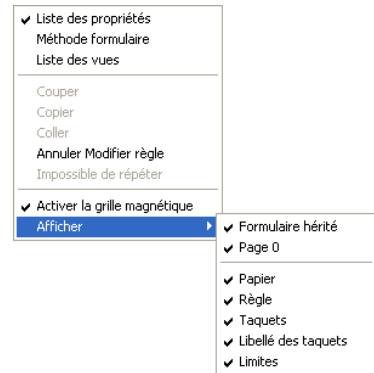 Liste des propriétés
Méthode formulaire
Liste des vues
Couper
Copier
Coller
Annuler Modifier règle
Impossible de répéter
Activer la grille magnétique
Afficher
Formulaire hérité
Page 0
Papier
Règle
Taquets
Libellé des taquets
Limites